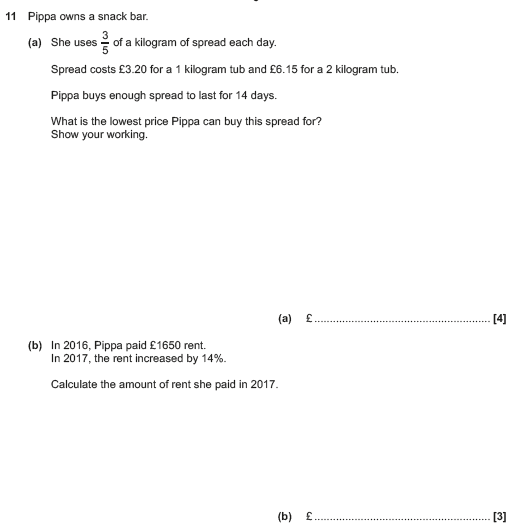 11 Pippa owns a snack bar.
(a) She uses 3/5 of a kilogram of spread each day.
Spread costs £3.20 for a 1 kilogram tub and £6.15 for a 2 kilogram tub.
Pippa buys enough spread to last for 14 days.
What is the lowest price Pippa can buy this spread for?
Show your working.
(a) £ ............................................................ [4]
(b) In 2016, Pippa paid £1650 rent.
In 2017, the rent increased by 14%.
Calculate the amount of rent she paid in 2017.
(b) £ ............................................................ [3]